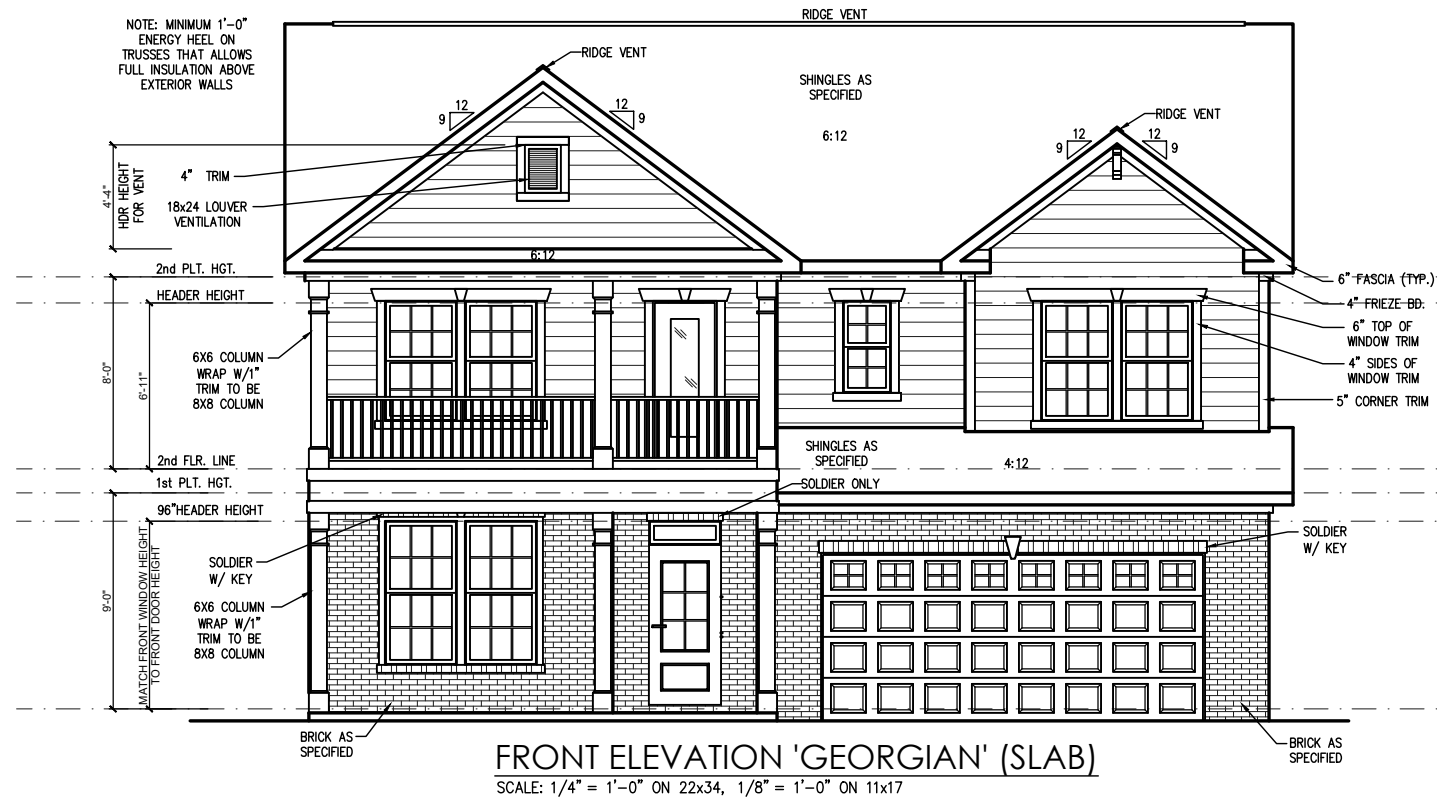 RIDGE VENT
NOTE: MINIMUM 1'-0"
ENERGY HEEL ON
TRUSSES THAT ALLOWS
FULL INSULATION ABOVE
EXTERIOR WALLS
RIDGE VENT
SHINGLES AS
SPECIFIED
6:12
12
9
12
9
RIDGE VENT
12
9
12
9
4'-4"
HDR HEIGHT
FOR VENT
4" TRIM
18x24 LOUVER
VENTILATION
6:12
2nd PLT. HGT.
HEADER HEIGHT
6" FASCIA (TYP.)
4" FRIEZE BD.
6" TOP OF
WINDOW TRIM
4" SIDES OF
WINDOW TRIM
5" CORNER TRIM
8'-0"
6'-11"
6X6 COLUMN
WRAP W/1"
TRIM TO BE
8X8 COLUMN
2nd FLR. LINE
1st PLT. HGT.
96"HEADER HEIGHT
SHINGLES AS
SPECIFIED
4:12
SOLDIER ONLY
SOLDIER
W/ KEY
SOLDIER
W/ KEY
9'-0"
MATCH FRONT WINDOW HEIGHT
TO FRONT DOOR HEIGHT
6X6 COLUMN
WRAP W/1"
TRIM TO BE
8X8 COLUMN
BRICK AS
SPECIFIED
BRICK AS
SPECIFIED
FRONT ELEVATION 'GEORGIAN' (SLAB)
SCALE: 1/4" = 1'-0" ON 22x34, 1/8" = 1'-0" ON 11x17